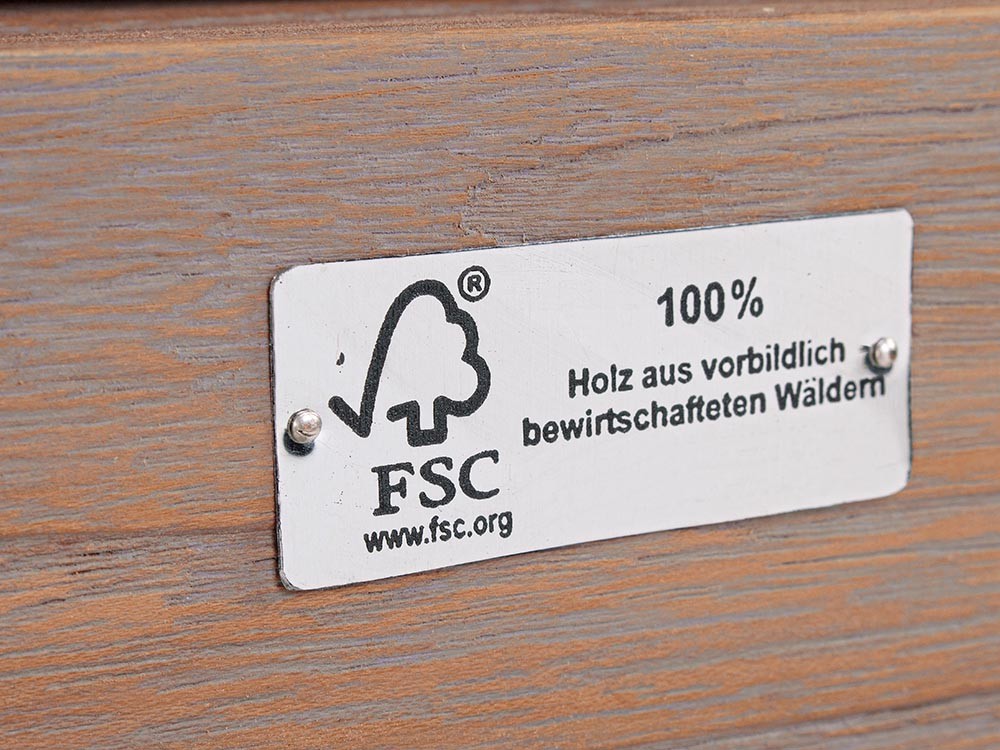 ®
FSC
www.fsc.org
100%
Holz aus vorbildlich
bewirtschafteten Wäldern